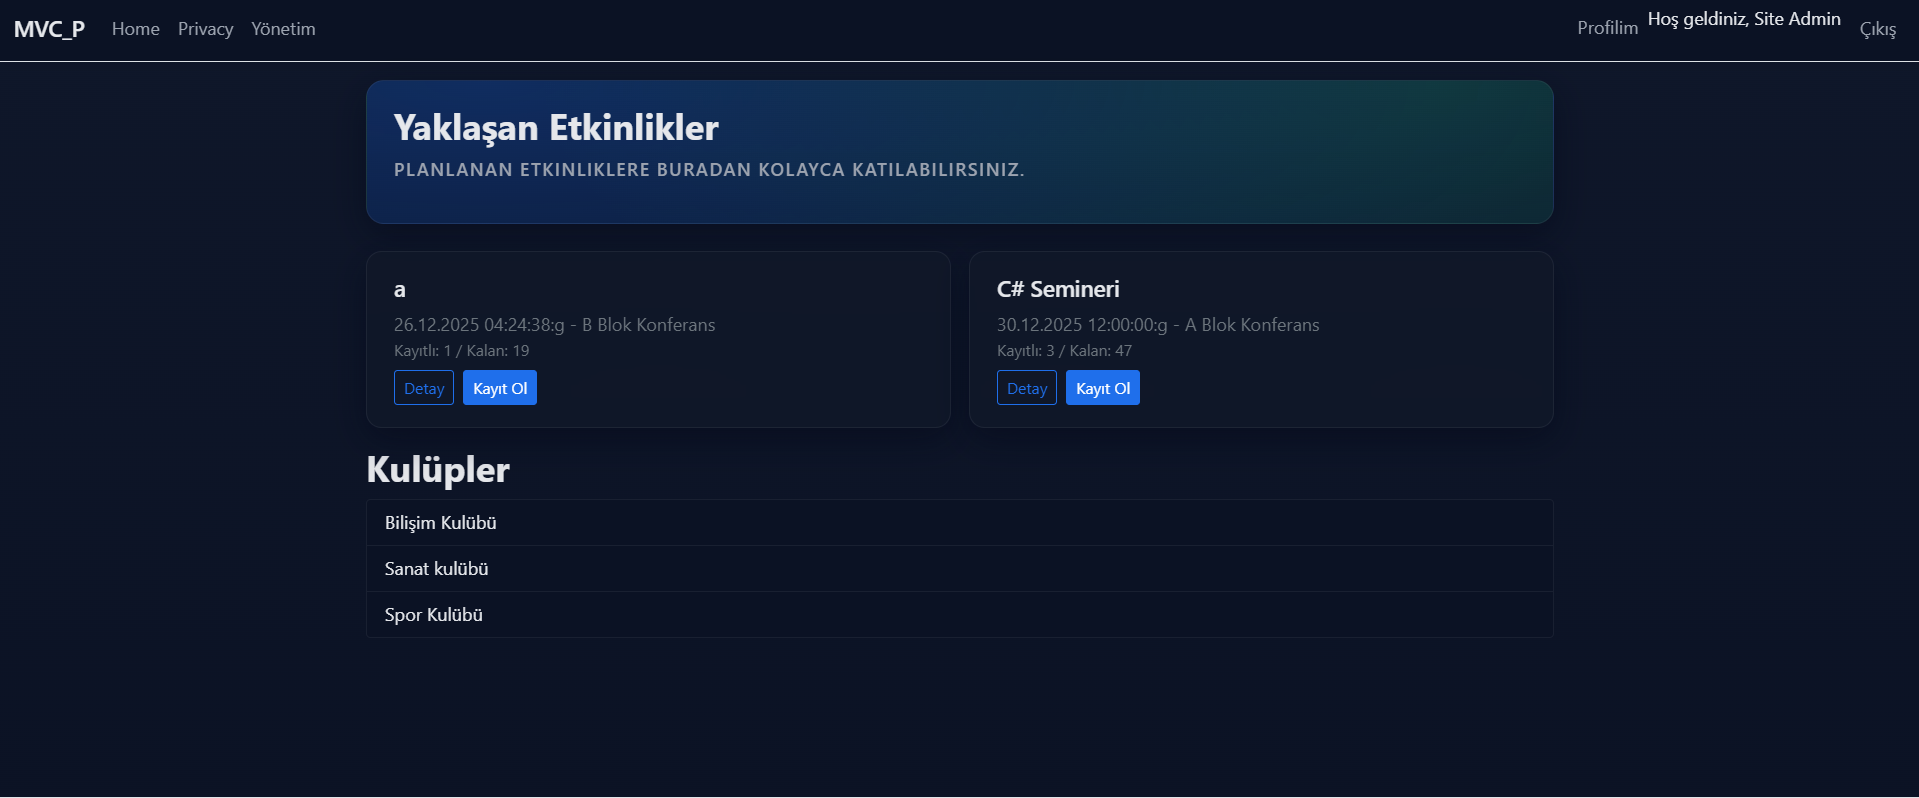 MVC_P Home Privacy Yönetim Profilim Hoş geldiniz, Site Admin Çıkış
Yaklaşan Etkinlikler
PLANLANAN ETKINLIKLERE BURADAN KOLAYCA KATILABILIRSINIZ.
a
26.12.2025 04:24:38:g - B Blok Konferans
Kayıtlı: 1 / Kalan: 19
Detay Kayıt Ol
C# Semineri
30.12.2025 12:00:00:g - A Blok Konferans
Kayıtlı: 3 / Kalan: 47
Detay Kayıt Ol
Kulüpler
Bilişim Kulübü
Sanat kulübü
Spor Kulübü